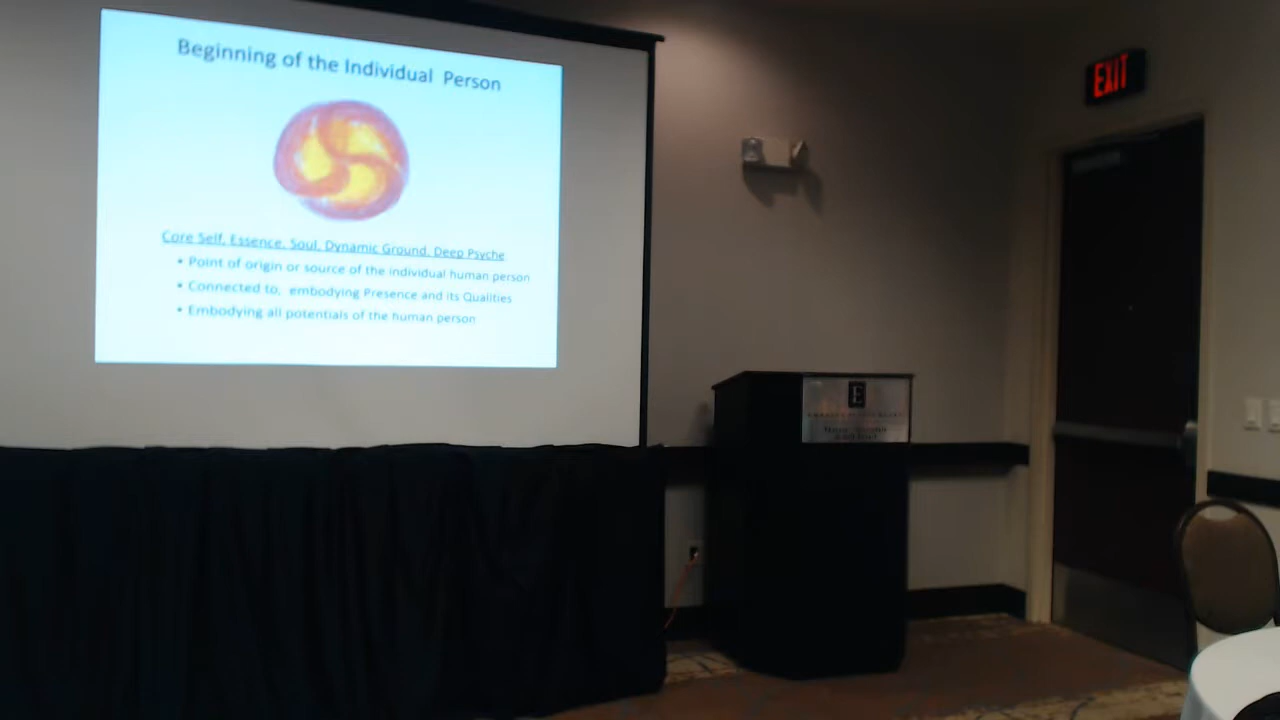 Beginning of the Individual Person
Core Self, Essence, Soul, Dynamic Ground, Deep Psyche
• Point of origin or source of the individual human person
• Connected to, embodying Presence and its Qualities
• Embodying all potentials of the human person
EXIT
E